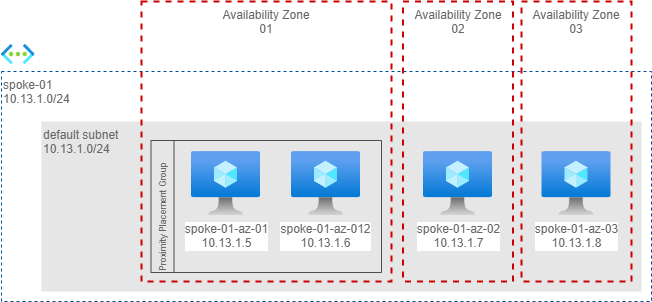 Availability Zone
01
Availability Zone
02
Availability Zone
03
spoke-01
10.13.1.0/24
default subnet
10.13.1.0/24
Proximity Placement Group
spoke-01-az-01
10.13.1.5
spoke-01-az-012
10.13.1.6
spoke-01-az-02
10.13.1.7
spoke-01-az-03
10.13.1.8